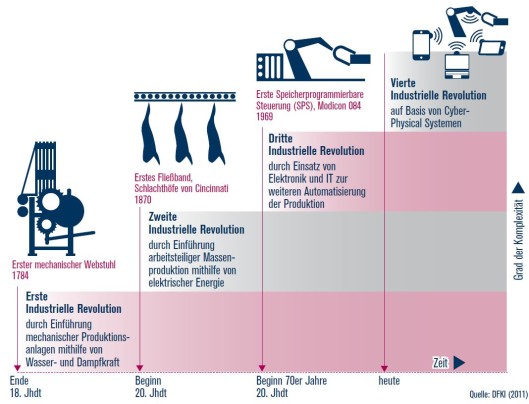 Erste Speicherprogrammierbare
Steuerung (SPS), Modicon 084
1969
Vierte
Industrielle Revolution
auf Basis von Cyber-
Physical Systemen
Dritte
Industrielle Revolution
durch Einsatz von
Elektronik und IT zur
weiteren Automatisierung
der Produktion
Erstes Fließband,
Schlachthöfe von Cincinnati
1870
Zweite
Industrielle Revolution
durch Einführung
arbeitsteiliger Massen-
produktion mithilfe von
elektrischer Energie
Erster mechanischer Webstuhl
1784
Erste
Industrielle Revolution
durch Einführung
mechanischer Produktions-
anlagen mithilfe von
Wasser- und Dampfkraft
Grad der Komplexität
Zeit
Ende
18. Jhdt
Beginn
20. Jhdt
Beginn 70er Jahre
20. Jhdt
heute
Quelle: DFKI (2011)